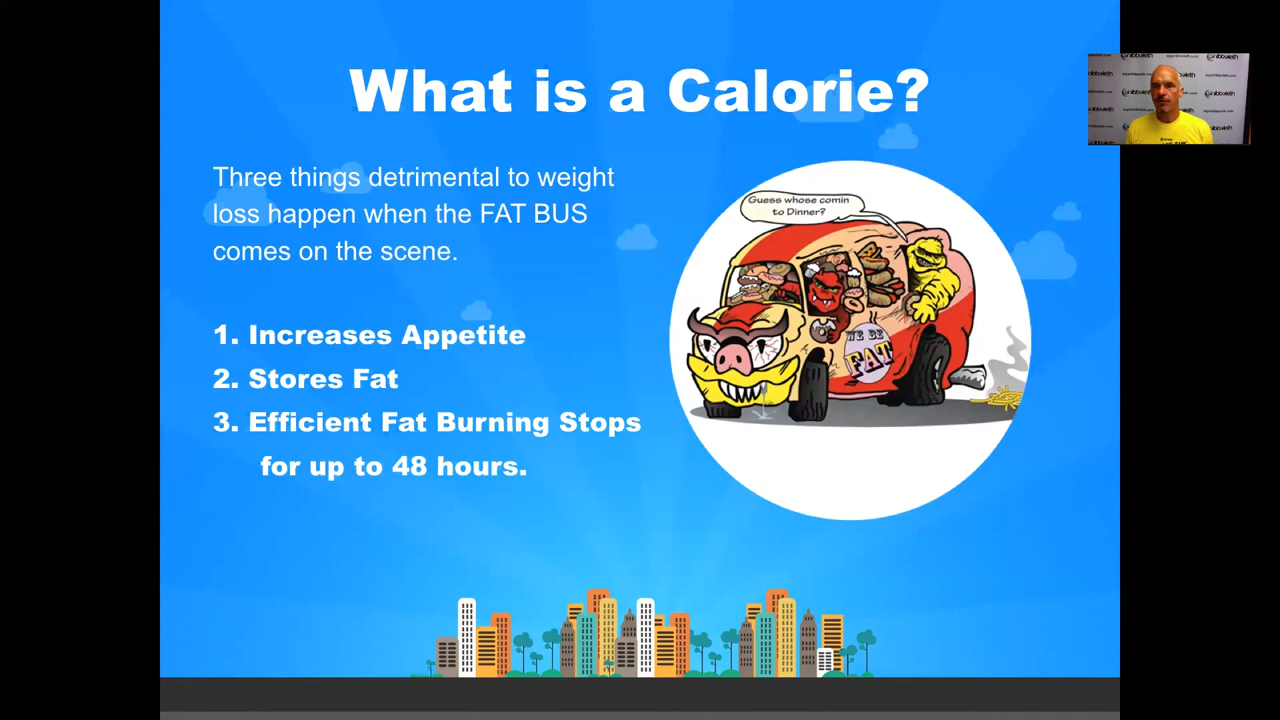 What is a Calorie?
Three things detrimental to weight
loss happen when the FAT BUS
comes on the scene.
1. Increases Appetite
2. Stores Fat
3. Efficient Fat Burning Stops
for up to 48 hours.
Guess whose comin
to Dinner?
WE BE
FAT